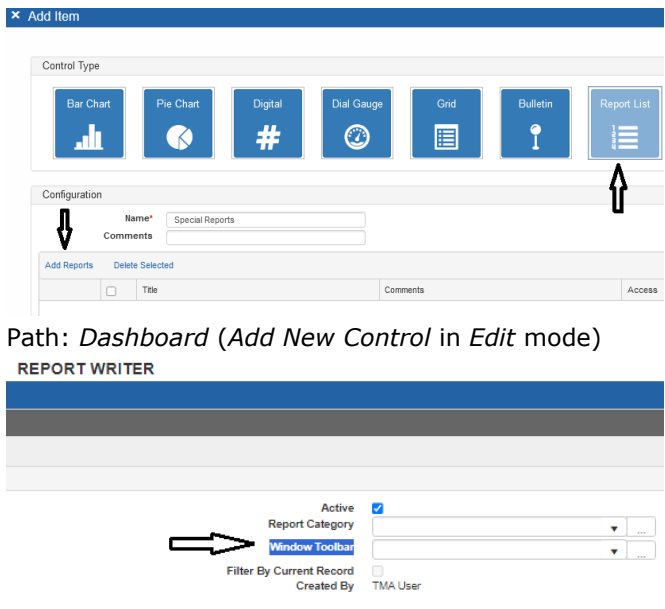 × Add Item
Control Type
Bar Chart Pie Chart Digital Dial Gauge Grid Bulletin Report List
#
Configuration
Name* Special Reports
Comments
Add Reports Delete Selected
Title Comments Access
Path: Dashboard (Add New Control in Edit mode)
REPORT WRITER
Active
Report Category ...
Window Toolbar ...
Filter By Current Record
Created By TMA User